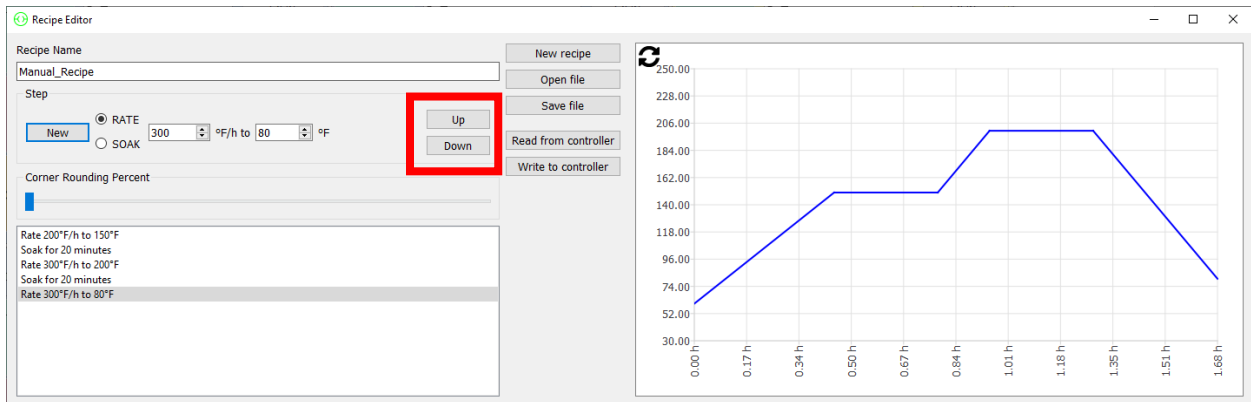 Recipe Editor
Recipe Name
Manual_Recipe
Step
New
RATE
SOAK
300 °F/h to 80 °F
Up
Down
Corner Rounding Percent
Rate 200°F/h to 150°F
Soak for 20 minutes
Rate 300°F/h to 200°F
Soak for 20 minutes
Rate 300°F/h to 80°F
New recipe
Open file
Save file
Read from controller
Write to controller
250.00
228.00
206.00
184.00
162.00
140.00
118.00
96.00
74.00
52.00
30.00
0.00 h
0.17 h
0.34 h
0.50 h
0.67 h
0.84 h
1.01 h
1.18 h
1.35 h
1.51 h
1.68 h